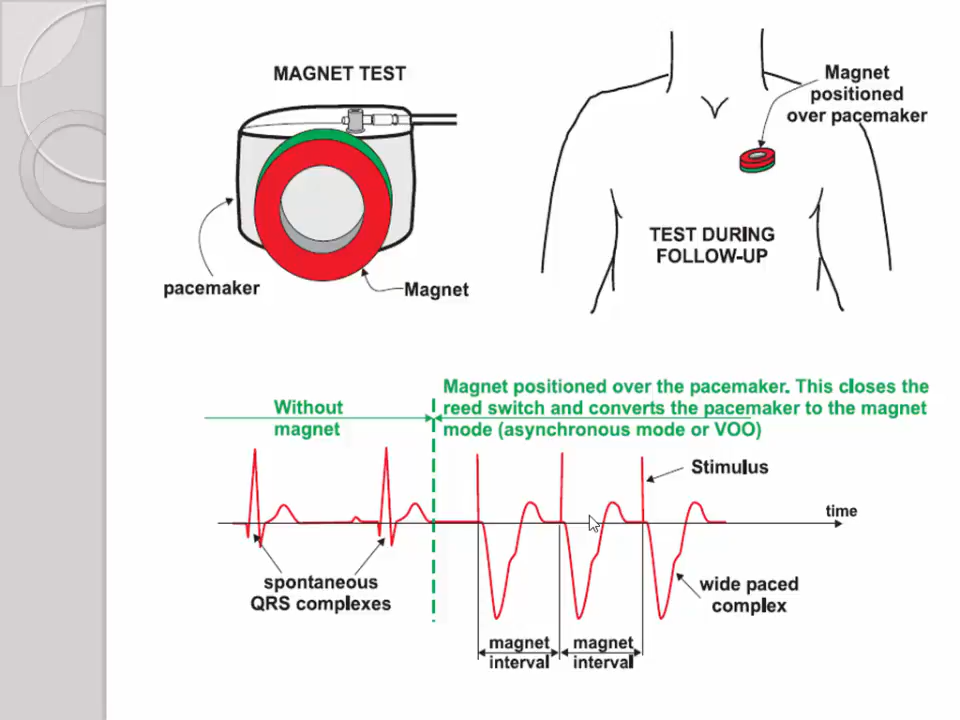 MAGNET TEST
Magnet
positioned
over pacemaker
TEST DURING
FOLLOW-UP
pacemaker
Magnet
Without
magnet
Magnet positioned over the pacemaker. This closes the
reed switch and converts the pacemaker to the magnet
mode (asynchronous mode or VOO)
Stimulus
time
spontaneous
QRS complexes
wide paced
complex
magnet
interval
magnet
interval